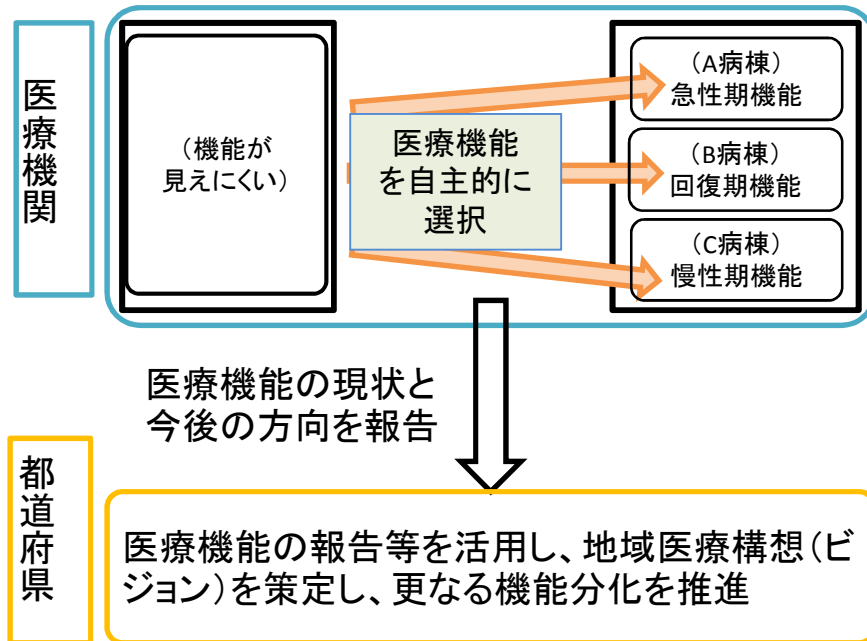 医療機関
（機能が
見えにくい）
医療機能
を自主的に
選択
（A病棟）
急性期機能
（B病棟）
回復期機能
（C病棟）
慢性期機能
医療機能の現状と
今後の方向を報告
都道府県
医療機能の報告等を活用し、地域医療構想（ビ
ジョン）を策定し、更なる機能分化を推進